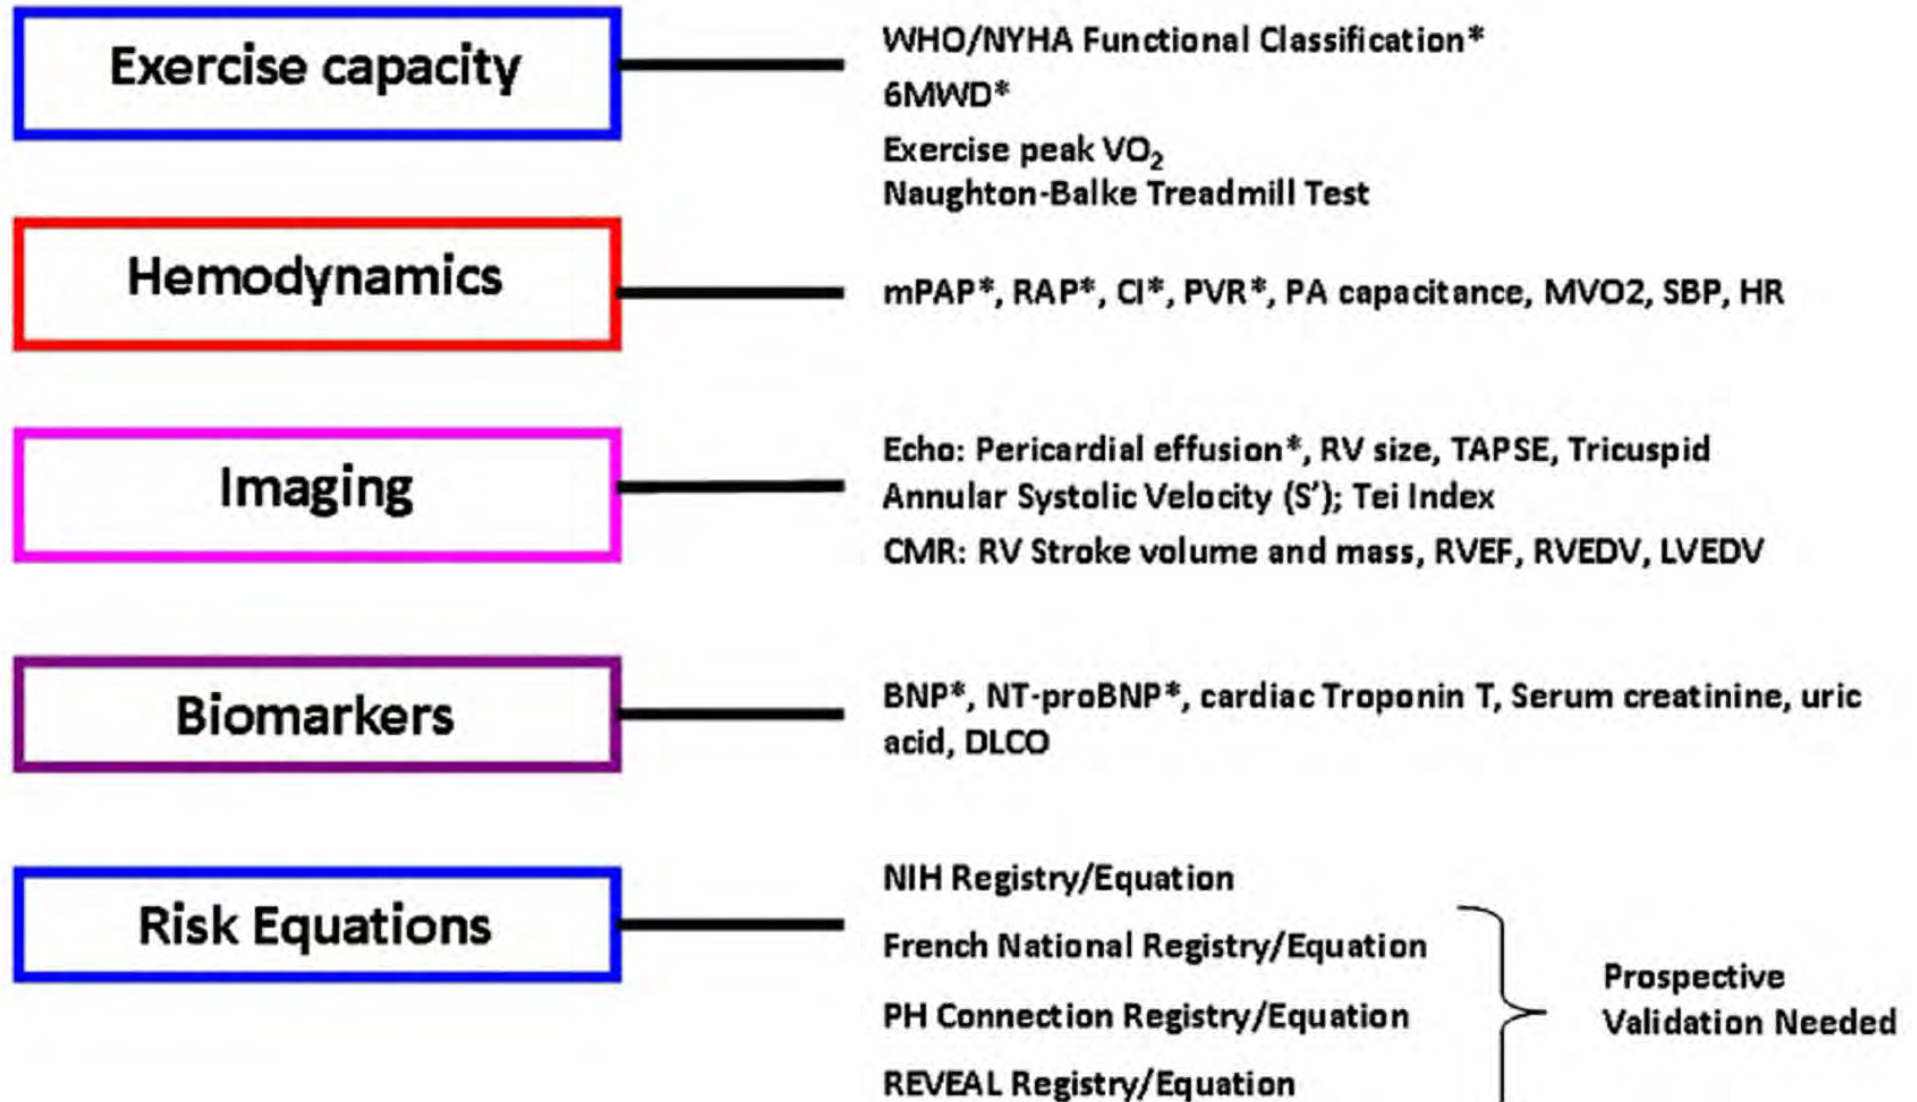 Exercise capacity
WHO/NYHA Functional Classification*
6MWD*
Exercise peak VO₂
Naughton-Balke Treadmill Test
Hemodynamics
mPAP*, RAP*, CI*, PVR*, PA capacitance, MVO2, SBP, HR
Imaging
Echo: Pericardial effusion*, RV size, TAPSE, Tricuspid
Annular Systolic Velocity (S’); Tei Index
CMR: RV Stroke volume and mass, RVEF, RVEDV, LVEDV
Biomarkers
BNP*, NT-proBNP*, cardiac Troponin T, Serum creatinine, uric
acid, DLCO
Risk Equations
NIH Registry/Equation
French National Registry/Equation
PH Connection Registry/Equation
REVEAL Registry/Equation
Prospective
Validation Needed